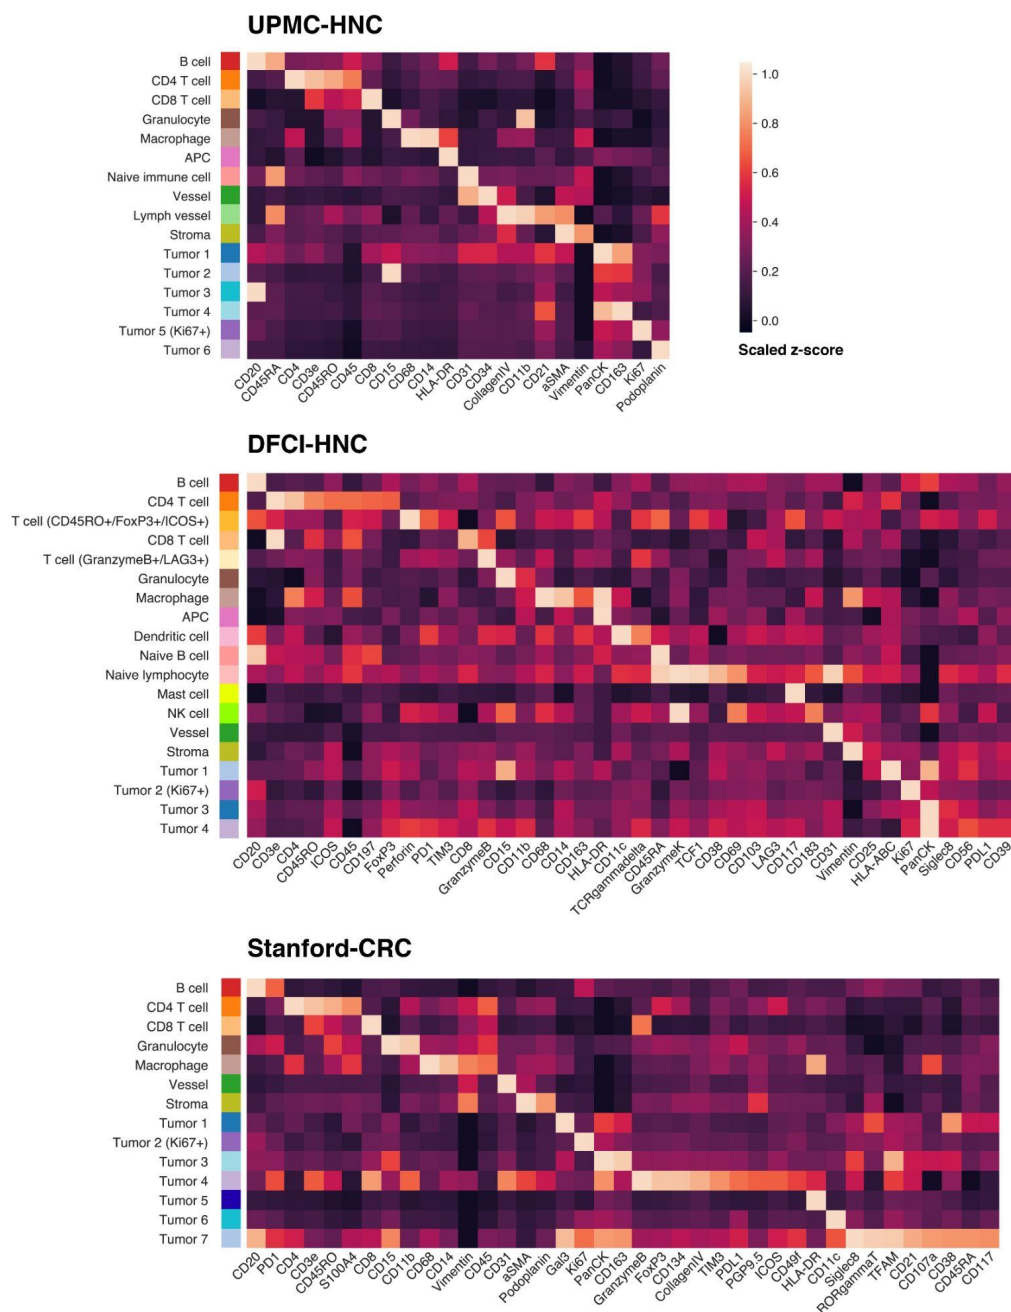 UPMC-HNC
B cell
CD4 T cell
CD8 T cell
Granulocyte
Macrophage
APC
Naive immune cell
Vessel
Lymph vessel
Stroma
Tumor 1
Tumor 2
Tumor 3
Tumor 4
Tumor 5 (Ki67+)
Tumor 6
CD20 CD45RA CD4 CD3e CD45RO CD45 CD8 CD15 CD68 CD14 HLA-DR CD31 CD34 CollagenIV CD11b CD21 aSMA Vimentin PanCK CD163 Ki67 Podoplanin
1.0
0.8
0.6
0.4
0.2
0.0
Scaled z-score
DFCI-HNC
B cell
CD4 T cell
T cell (CD45RO+/FoxP3+/ICOS+)
CD8 T cell
T cell (GranzymeB+/LAG3+)
Granulocyte
Macrophage
APC
Dendritic cell
Naive B cell
Naive lymphocyte
Mast cell
NK cell
Vessel
Stroma
Tumor 1
Tumor 2 (Ki67+)
Tumor 3
Tumor 4
CD20 CD3e CD4 CD45RO ICOS CD45 CD197 FoxP3 Perforin PD1 TIM3 CD8 GranzymeB CD15 CD11b CD68 CD14 CD163 HLA-DR CD11c TCRgammadelta CD45RA GranzymeK TCF1 CD38 CD69 CD103 LAG3 CD117 CD183 CD31 Vimentin CD25 HLA-ABC Ki67 PanCK Siglec8 CD56 PDL1 CD39
Stanford-CRC
B cell
CD4 T cell
CD8 T cell
Granulocyte
Macrophage
Vessel
Stroma
Tumor 1
Tumor 2 (Ki67+)
Tumor 3
Tumor 4
Tumor 5
Tumor 6
Tumor 7
CD20 PD1 CD4 CD3e CD45RO S100A4 CD8 CD15 CD11b CD68 CD14 Vimentin CD45 CD31 aSMA Podoplanin Gal3 Ki67 PanCK CD163 GranzymeB FoxP3 CD134 CollagenIV TIM3 PDL1 PGP9.5 ICOS CD49f HLA-DR CD11c Siglec8 RORgammaT TFAM CD21 CD107a CD38 CD45RA CD117